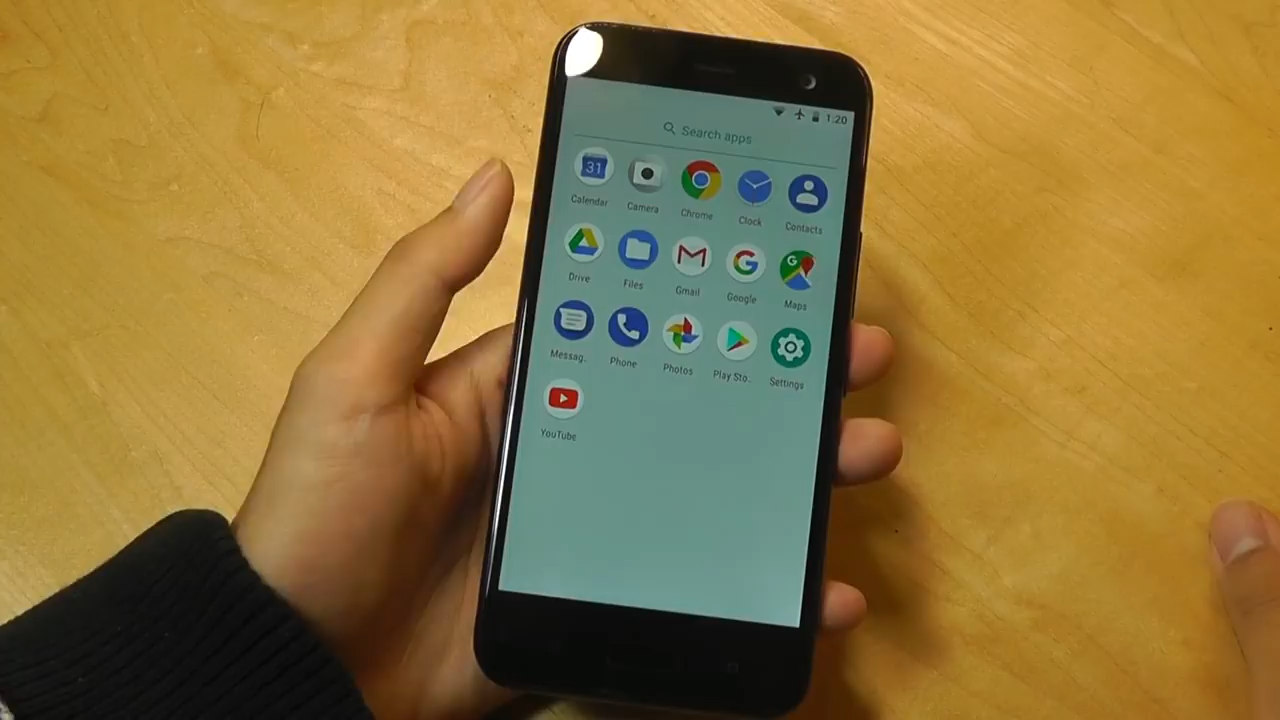 1:20
Search apps
31
Calendar Camera Chrome Clock Contacts
G G
Drive Files Gmail Google Maps
Messag.. Phone Photos Play Sto.. Settings
YouTube